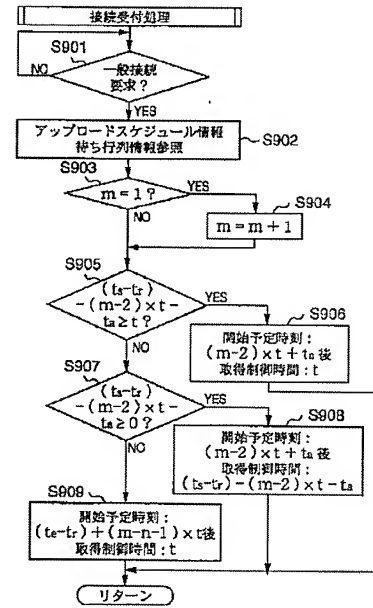 接続受付処理
S901
一般接続
要求？
NO
YES
アップロードスケジュール情報
待ち行列情報参照
S902
S903
m=1？
YES
NO
S904
m=m+1
S905
(ts-tr)
-(m-2)×t-
ta≥t？
YES
NO
S906
開始予定時刻：
(m-2)×t+ta後
取得制御時間：t
S907
(ts-tr)
-(m-2)×t-
ta≥0？
YES
NO
S908
開始予定時刻：
(m-2)×t+ta後
取得制御時間：
(ts-tr)-(m-2)×t-ta
S909
開始予定時刻：
(te-tr)+(m-n-1)×t後
取得制御時間：t
リターン